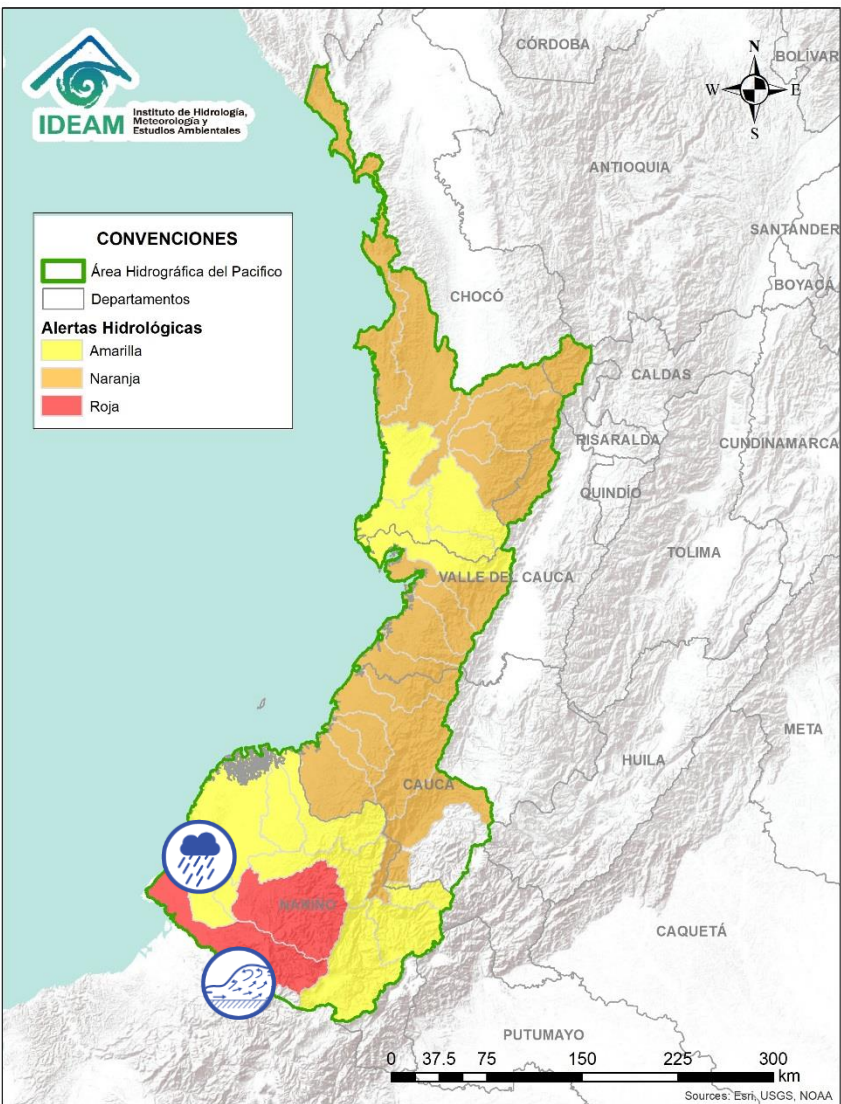 IDEAM
Instituto de Hidrología,
Meteorología y
Estudios Ambientales
CÓRDOBA
N
BOLÍVAR
W
E
S
ANTIOQUIA
SANTANDER
CONVENCIONES
Área Hidrográfica del Pacifico
Departamentos
Alertas Hidrológicas
Amarilla
Naranja
Roja
BOYACÁ
CHOCÓ
CALDAS
RISARALDA
CUNDINAMARCA
QUINDÍO
TOLIMA
VALLE DEL CAUCA
META
HUILA
CAUCA
NARIÑO
CAQUETÁ
PUTUMAYO
0 37.5 75 150 225 300
km
Sources: Esri, USGS, NOAA